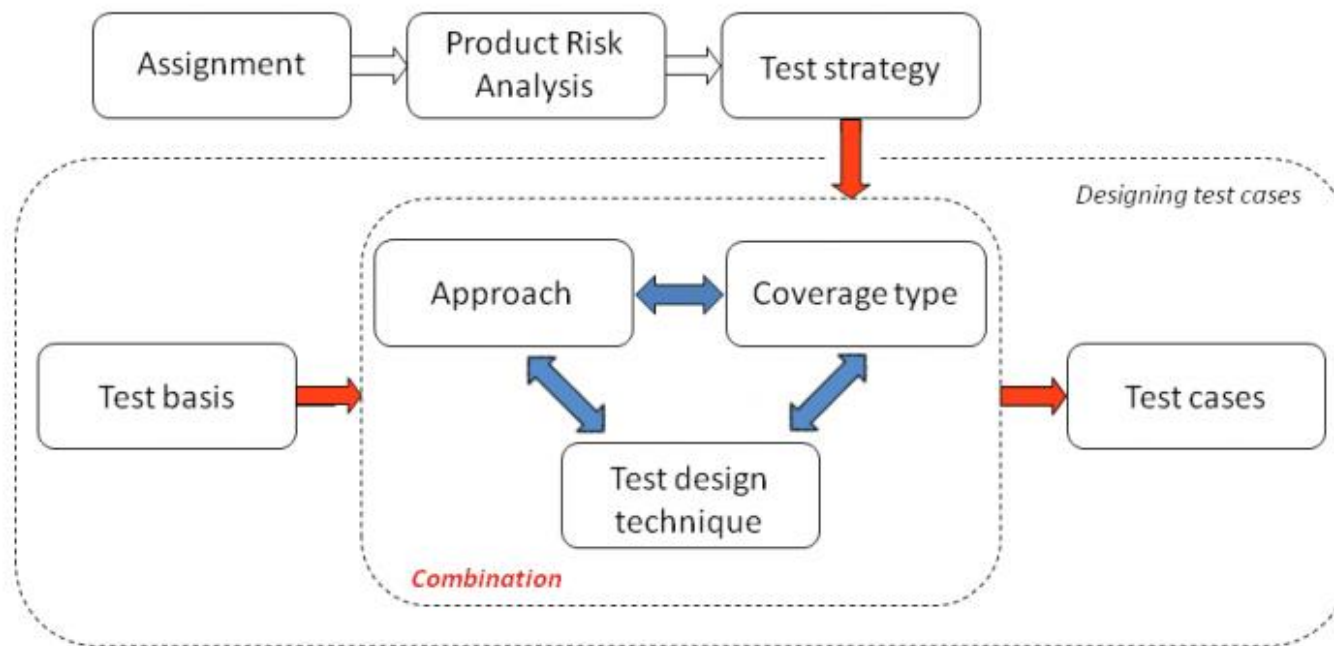 Assignment
Product Risk
Analysis
Test strategy
Designing test cases
Approach
Coverage type
Test basis
Test cases
Test design
technique
Combination